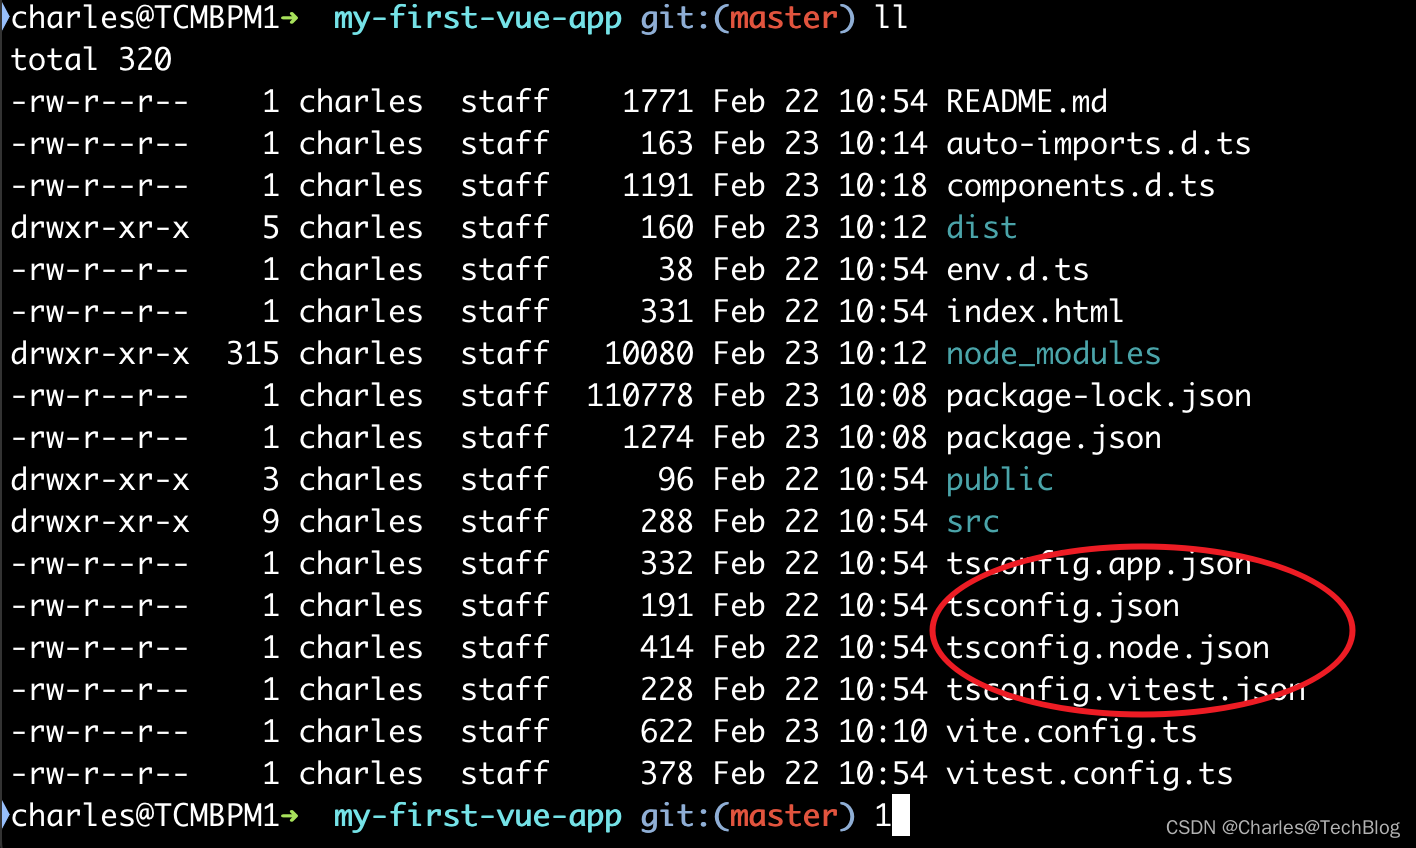 charles@TCMBPM1➜  my-first-vue-app git:(master) ll
total 320
-rw-r--r--    1 charles  staff    1771 Feb 22 10:54 README.md
-rw-r--r--    1 charles  staff     163 Feb 23 10:14 auto-imports.d.ts
-rw-r--r--    1 charles  staff    1191 Feb 23 10:18 components.d.ts
drwxr-xr-x    5 charles  staff     160 Feb 23 10:12 dist
-rw-r--r--    1 charles  staff      38 Feb 22 10:54 env.d.ts
-rw-r--r--    1 charles  staff     331 Feb 22 10:54 index.html
drwxr-xr-x  315 charles  staff   10080 Feb 23 10:12 node_modules
-rw-r--r--    1 charles  staff  110778 Feb 23 10:08 package-lock.json
-rw-r--r--    1 charles  staff    1274 Feb 23 10:08 package.json
drwxr-xr-x    3 charles  staff      96 Feb 22 10:54 public
drwxr-xr-x    9 charles  staff     288 Feb 22 10:54 src
-rw-r--r--    1 charles  staff     332 Feb 22 10:54 tsconfig.app.json
-rw-r--r--    1 charles  staff     191 Feb 22 10:54 tsconfig.json
-rw-r--r--    1 charles  staff     414 Feb 22 10:54 tsconfig.node.json
-rw-r--r--    1 charles  staff     228 Feb 22 10:54 tsconfig.vitest.json
-rw-r--r--    1 charles  staff     622 Feb 23 10:10 vite.config.ts
-rw-r--r--    1 charles  staff     378 Feb 22 10:54 vitest.config.ts
charles@TCMBPM1➜  my-first-vue-app git:(master) 1
CSDN @Charles@TechBlog